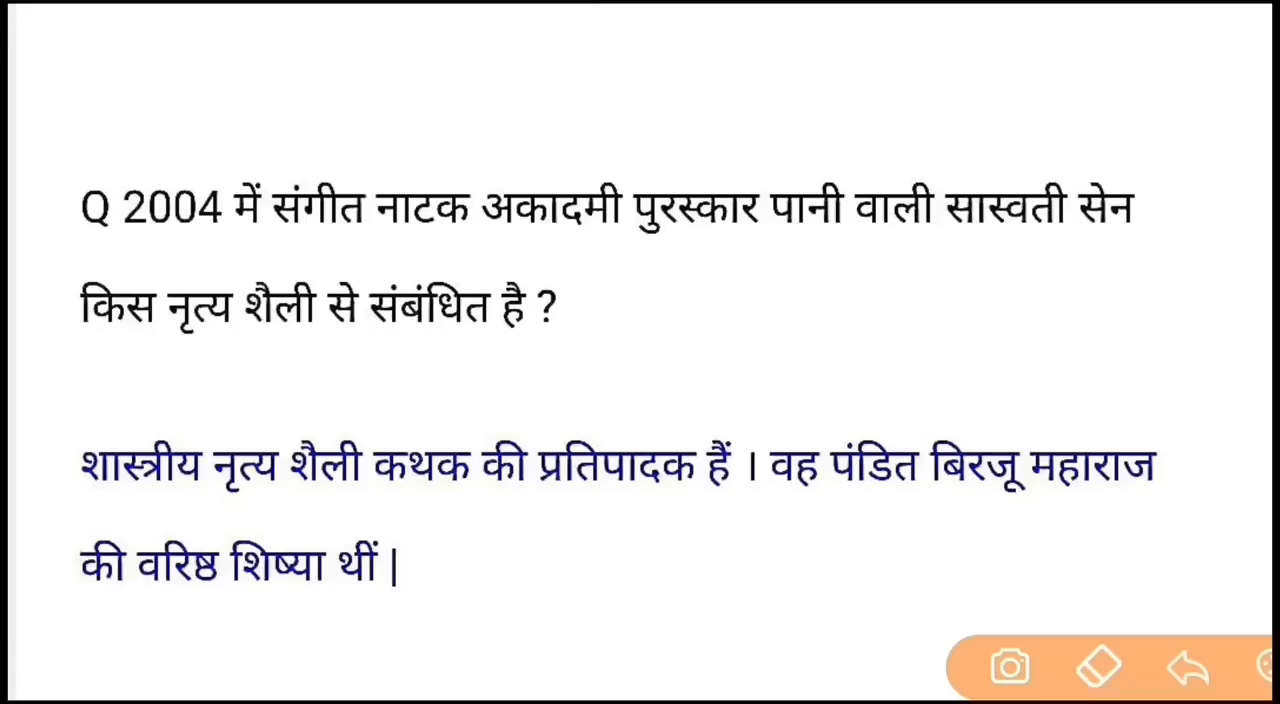 Q 2004 में संगीत नाटक अकादमी पुरस्कार पानी वाली सास्वती सेन
किस नृत्य शैली से संबंधित है ?
शास्त्रीय नृत्य शैली कथक की प्रतिपादक हैं । वह पंडित बिरजू महाराज
की वरिष्ठ शिष्या थीं |